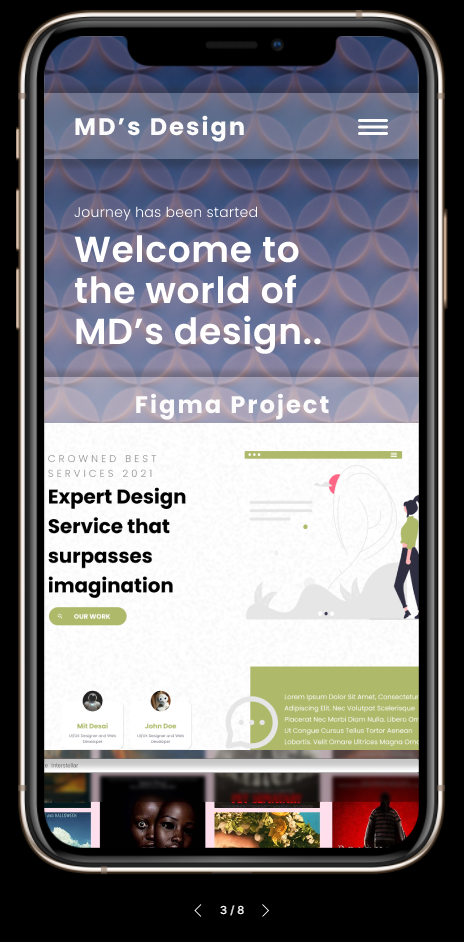 MD’s Design
Journey has been started
Welcome to
the world of
MD’s design..
Figma Project
CROWNED BEST
SERVICES 2021
Expert Design
Service that
surpasses
imagination
OUR WORK
Mit Desai
UI/UX Designer and Web
Developer
John Doe
UI/UX Designer and Web
Developer
Lorem Ipsum Dolor Sit Amet, Consectetur
Adipiscing Elit. Nec Volutpat Scelerisque
Placerat Nec Morbi Diam Nulla. Libero Orn
Ut Congue Cursus Tellus Tortor Aenean
Lobortis. Velit Ornare Ultrices Magna Orna
Interstellar
HALLOWEEN
3/8